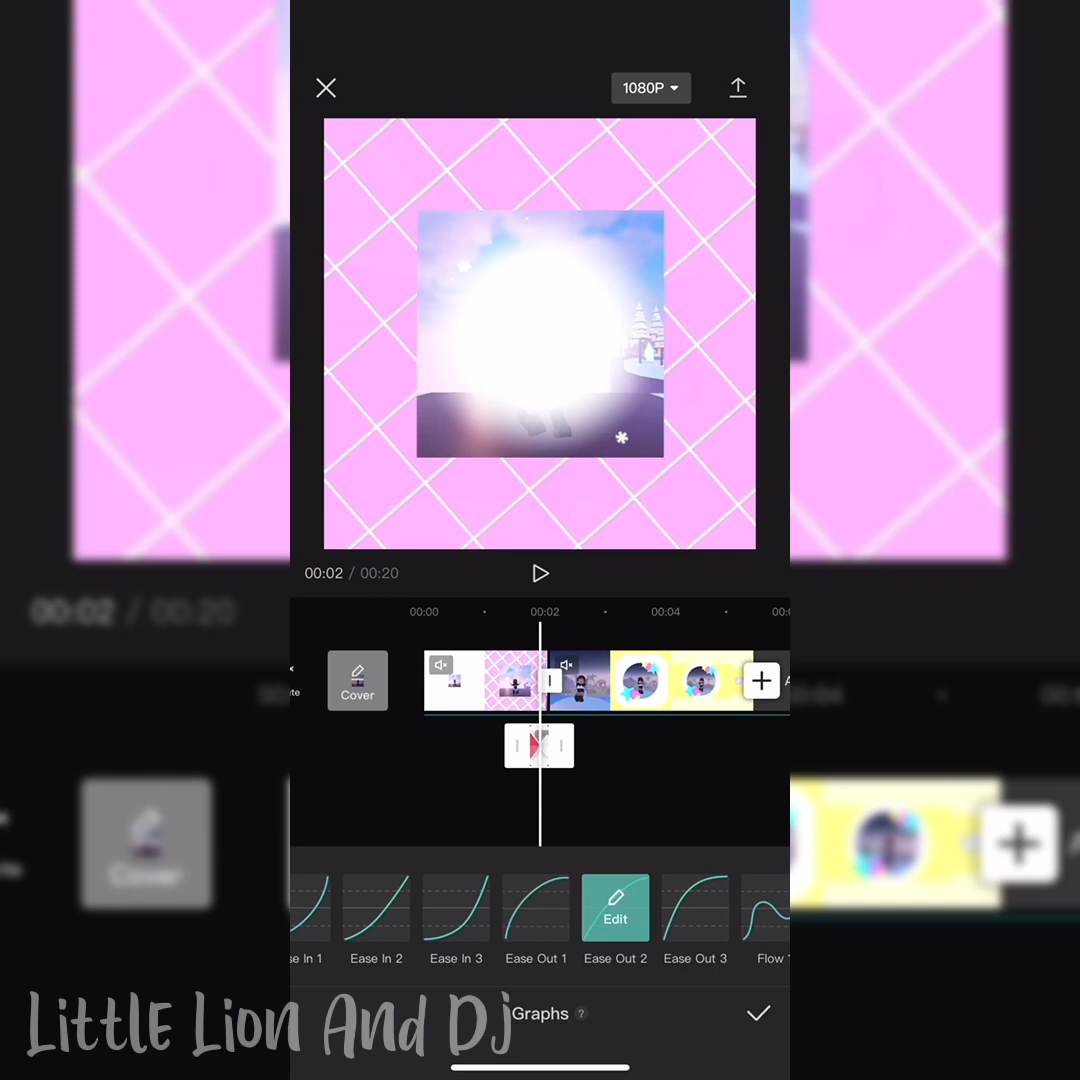 1080P
00:02 / 00:20
00:00
00:02
00:04
Cover
Edit
Ease In 2
Ease In 3
Ease Out 1
Ease Out 2
Ease Out 3
Flow
Graphs ?
Little Lion And Dj